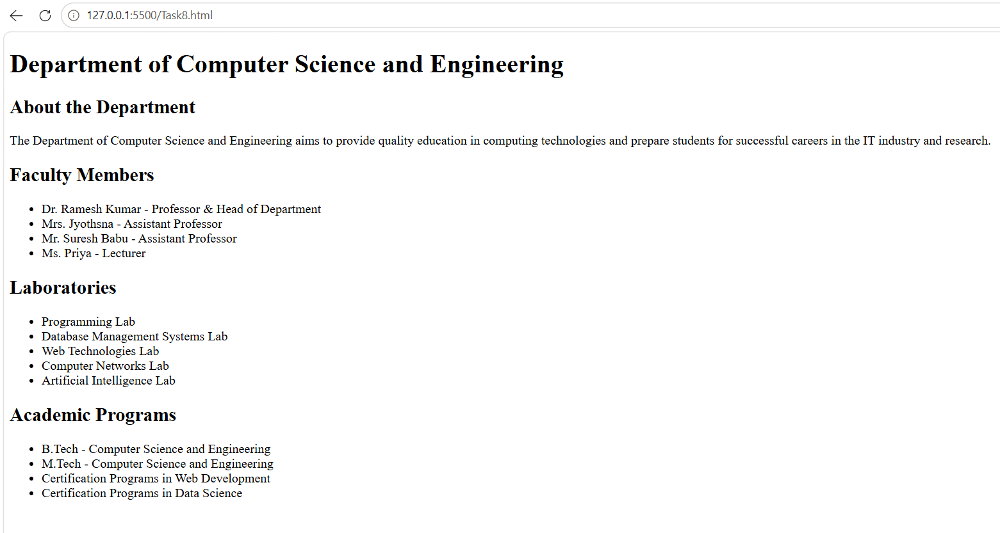 127.0.0.1:5500/Task8.html
Department of Computer Science and Engineering
About the Department
The Department of Computer Science and Engineering aims to provide quality education in computing technologies and prepare students for successful careers in the IT industry and research.
Faculty Members
Dr. Ramesh Kumar - Professor & Head of Department
Mrs. Jyothsna - Assistant Professor
Mr. Suresh Babu - Assistant Professor
Ms. Priya - Lecturer
Laboratories
Programming Lab
Database Management Systems Lab
Web Technologies Lab
Computer Networks Lab
Artificial Intelligence Lab
Academic Programs
B.Tech - Computer Science and Engineering
M.Tech - Computer Science and Engineering
Certification Programs in Web Development
Certification Programs in Data Science